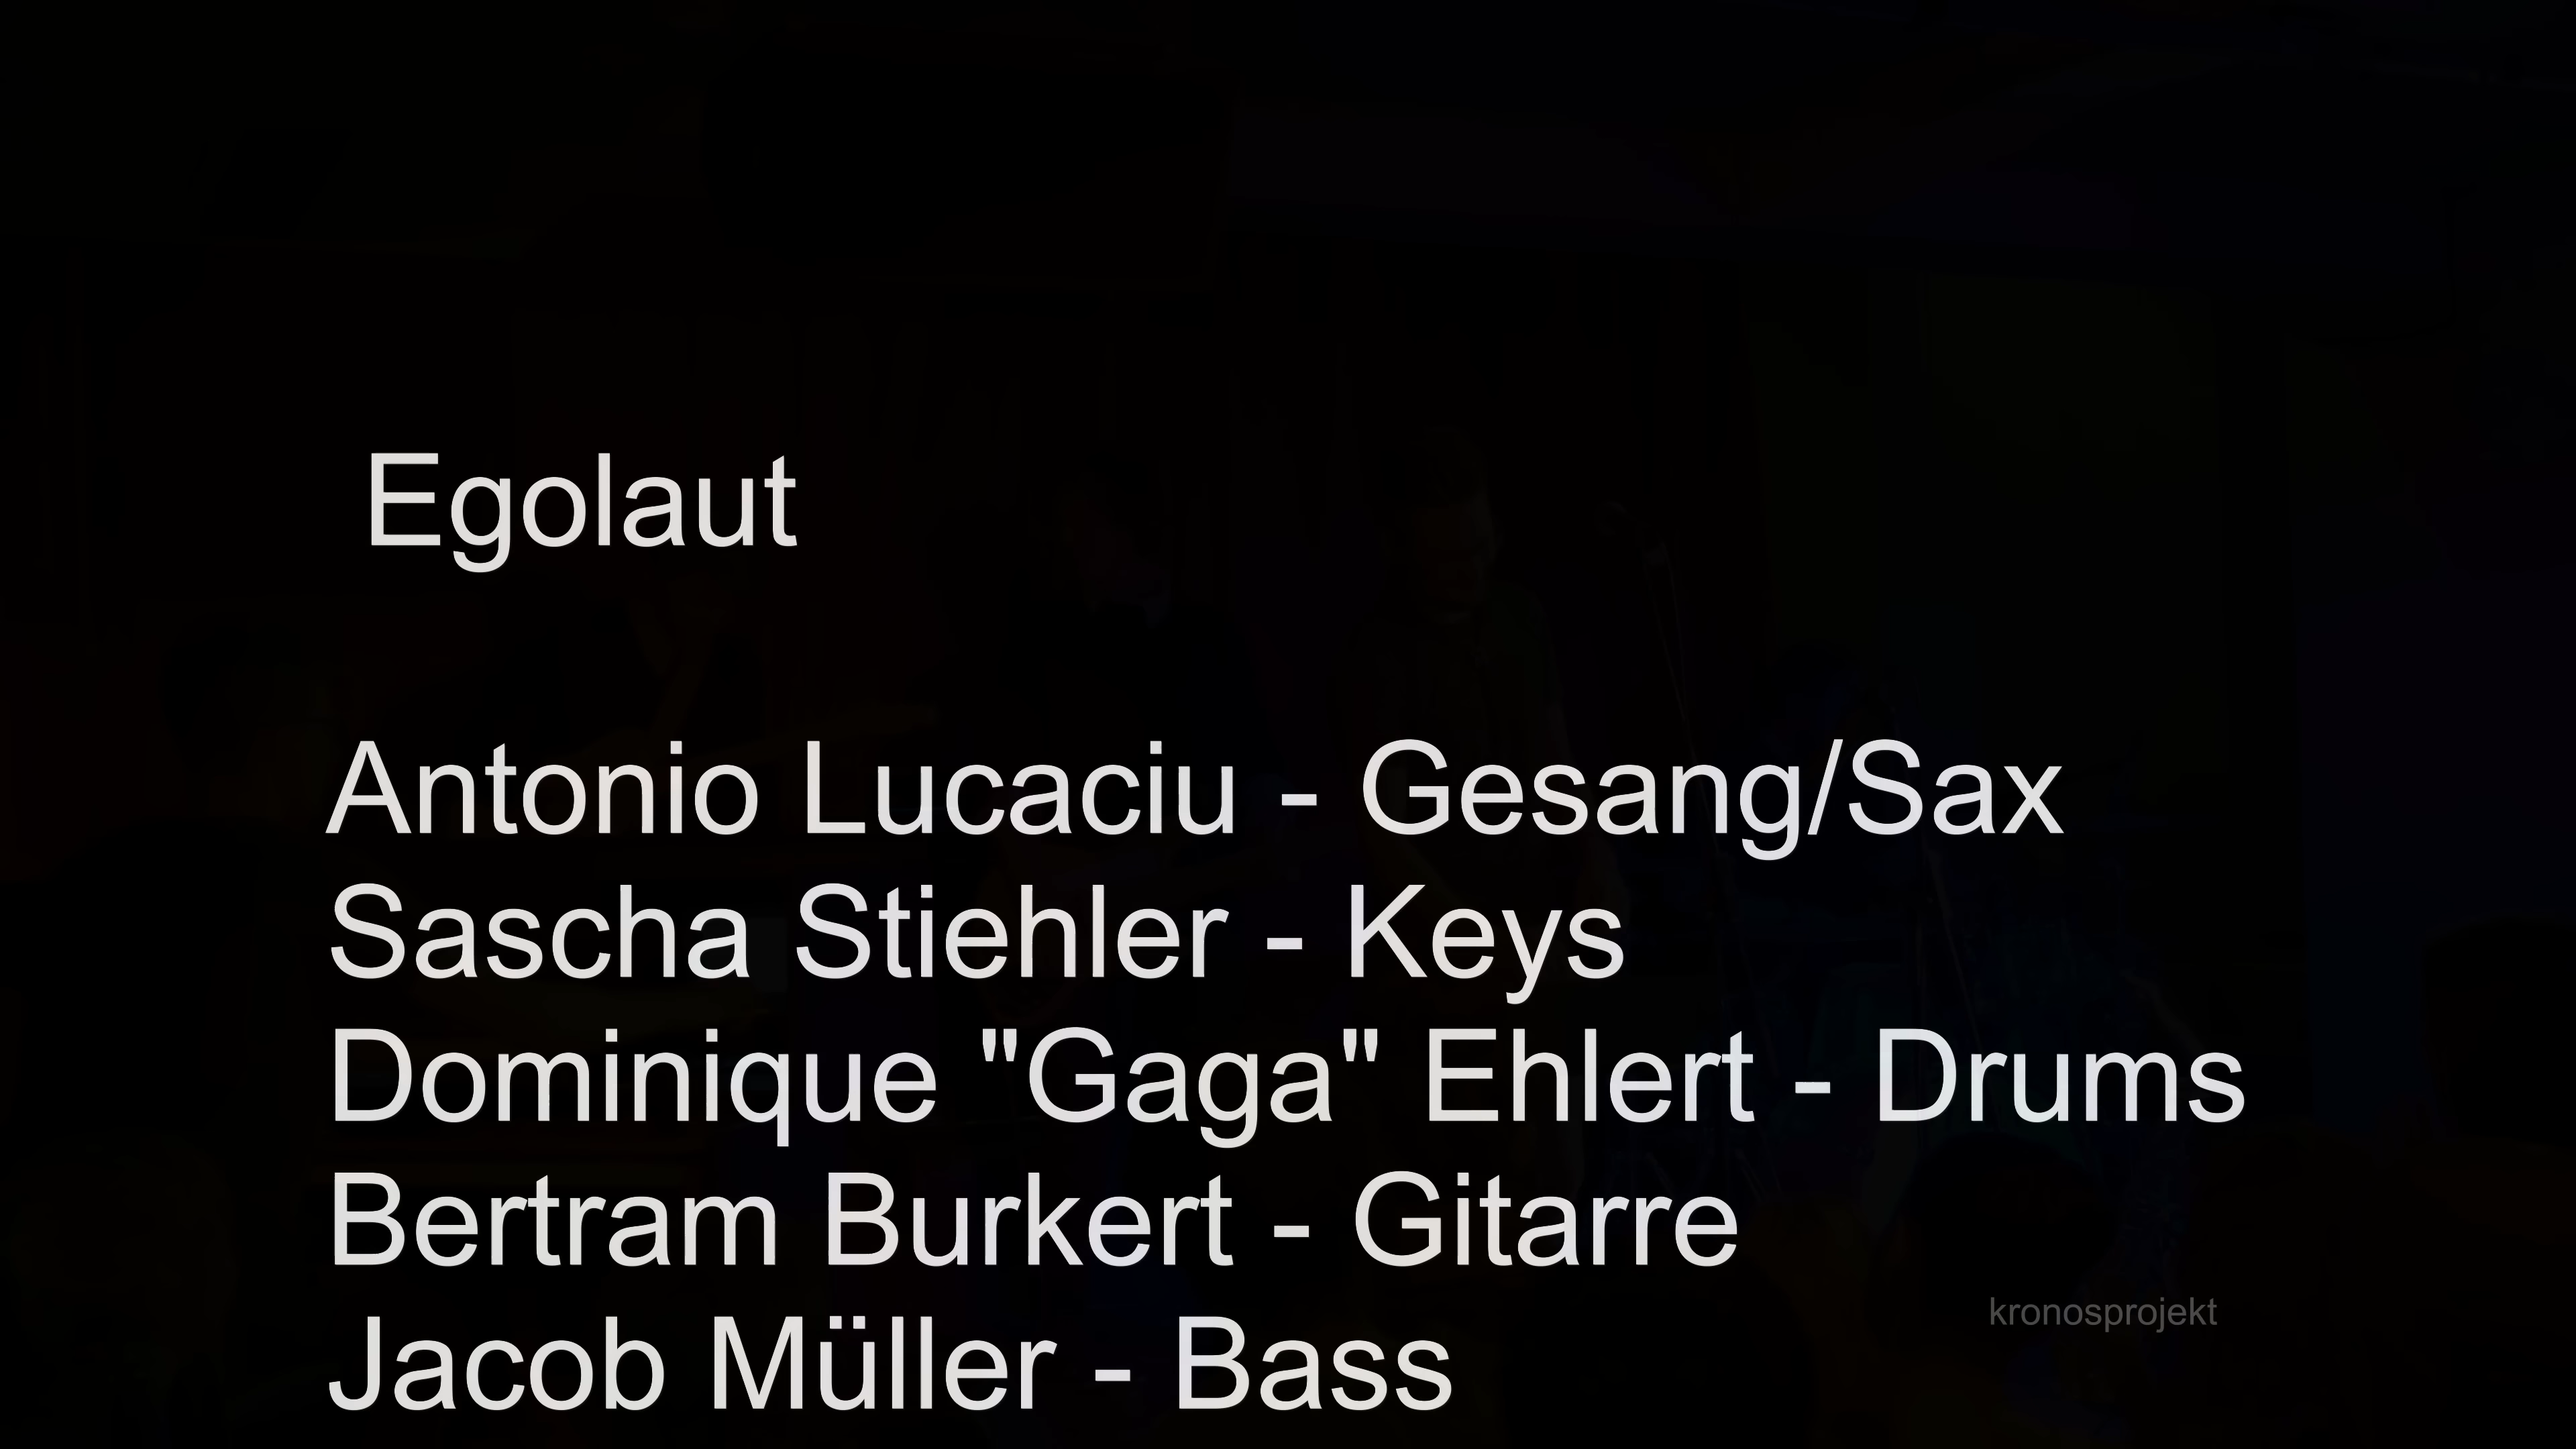 Egolaut
Antonio Lucaciu - Gesang/Sax
Sascha Stiehler - Keys
Dominique "Gaga" Ehlert - Drums
Bertram Burkert - Gitarre
kronosprojekt
Jacob Müller - Bass